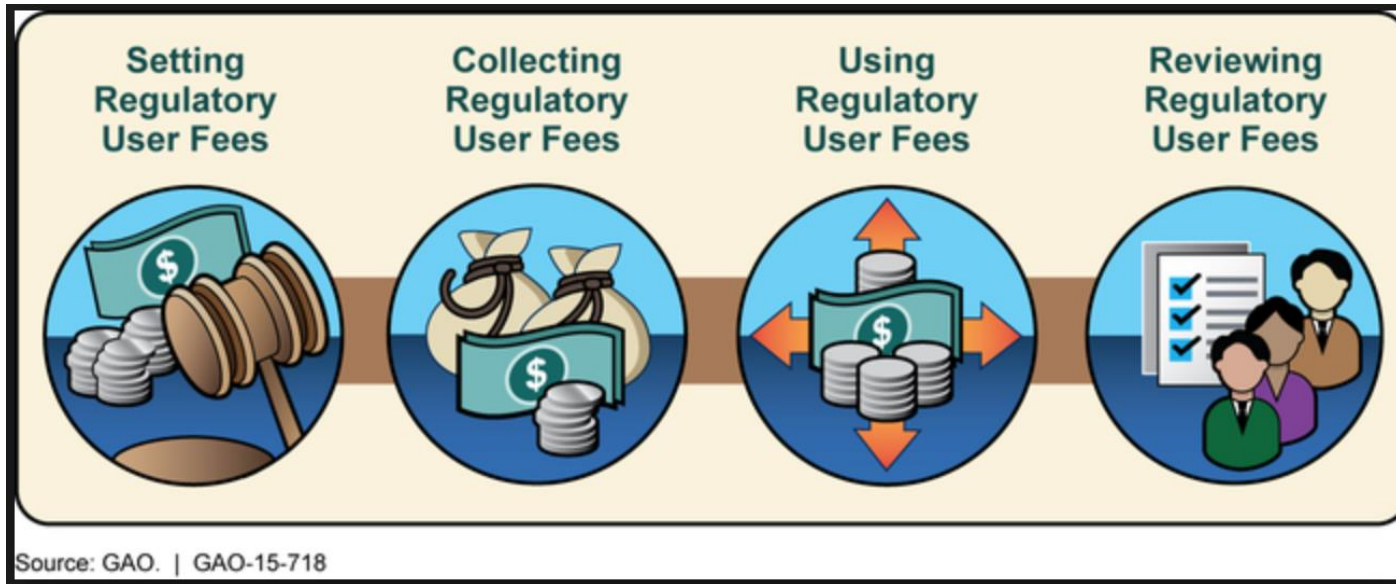 Setting
Regulatory
User Fees
Collecting
Regulatory
User Fees
Using
Regulatory
User Fees
Reviewing
Regulatory
User Fees
$
$
$
Source: GAO. | GAO-15-718